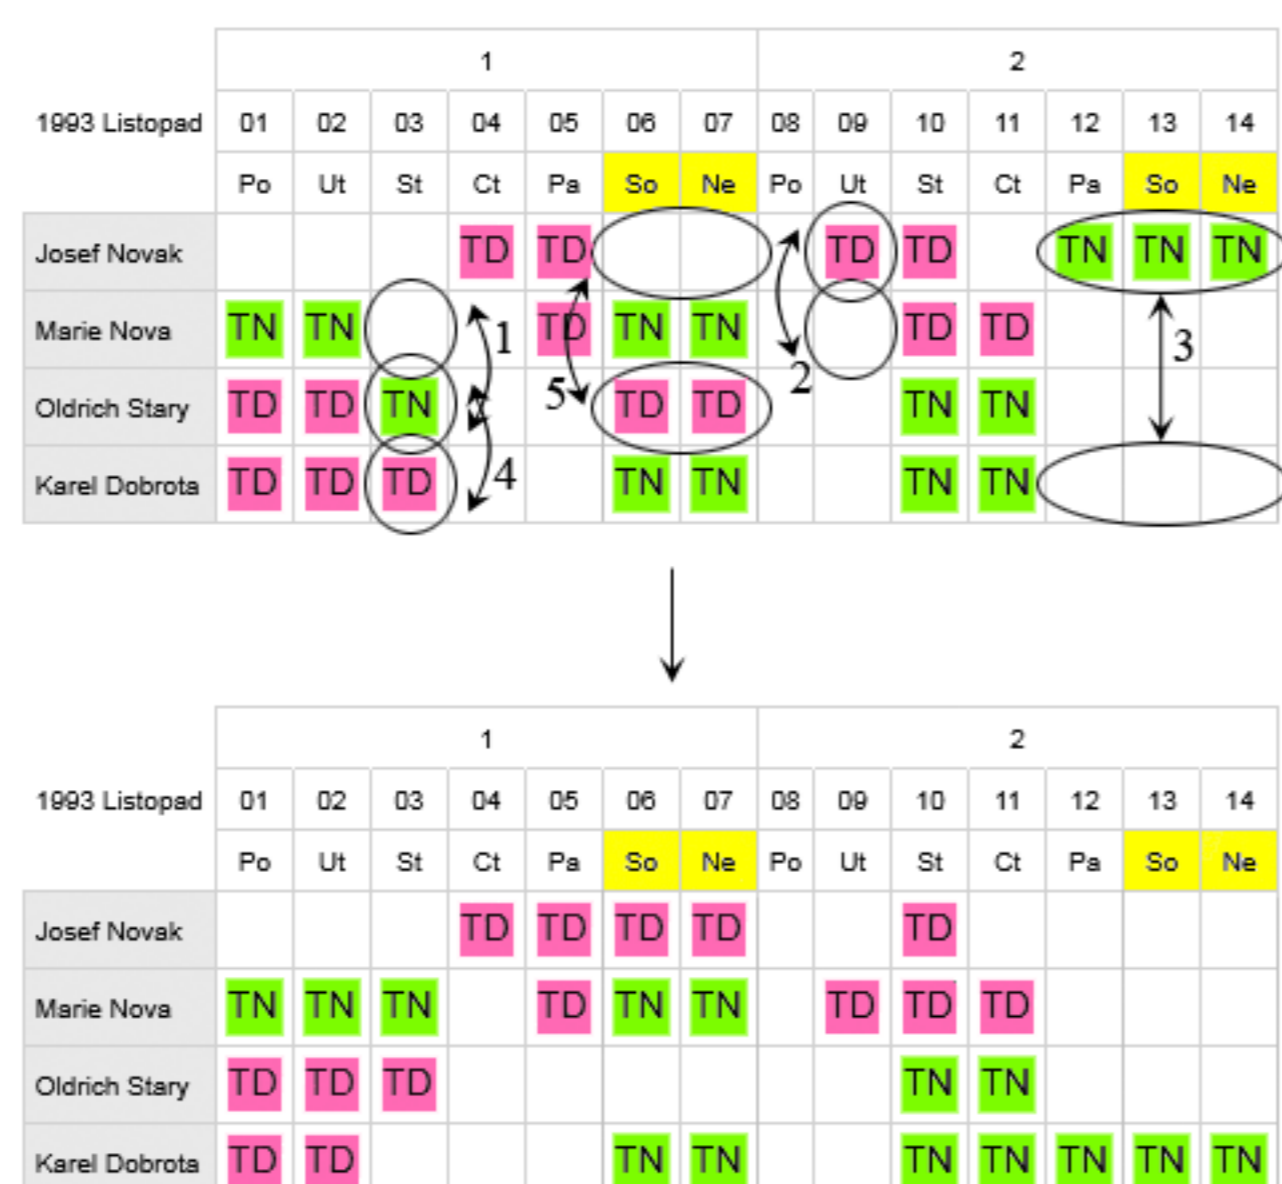 1 2
1993 Listopad 01 02 03 04 05 06 07 08 09 10 11 12 13 14
Po Ut St Ct Pa So Ne Po Ut St Ct Pa So Ne
Josef Novak TD TD TD TD TN TN TN
Marie Nova TN TN 1 TD TN TN TD TD 3
Oldrich Stary TD TD TN 5 TD TD 2 TN TN
Karel Dobrota TD TD TD 4 TN TN TN TN
1 2
1993 Listopad 01 02 03 04 05 06 07 08 09 10 11 12 13 14
Po Ut St Ct Pa So Ne Po Ut St Ct Pa So Ne
Josef Novak TD TD TD TD TD
Marie Nova TN TN TN TD TN TN TD TD TD
Oldrich Stary TD TD TD TN TN
Karel Dobrota TD TD TN TN TN TN TN TN TN